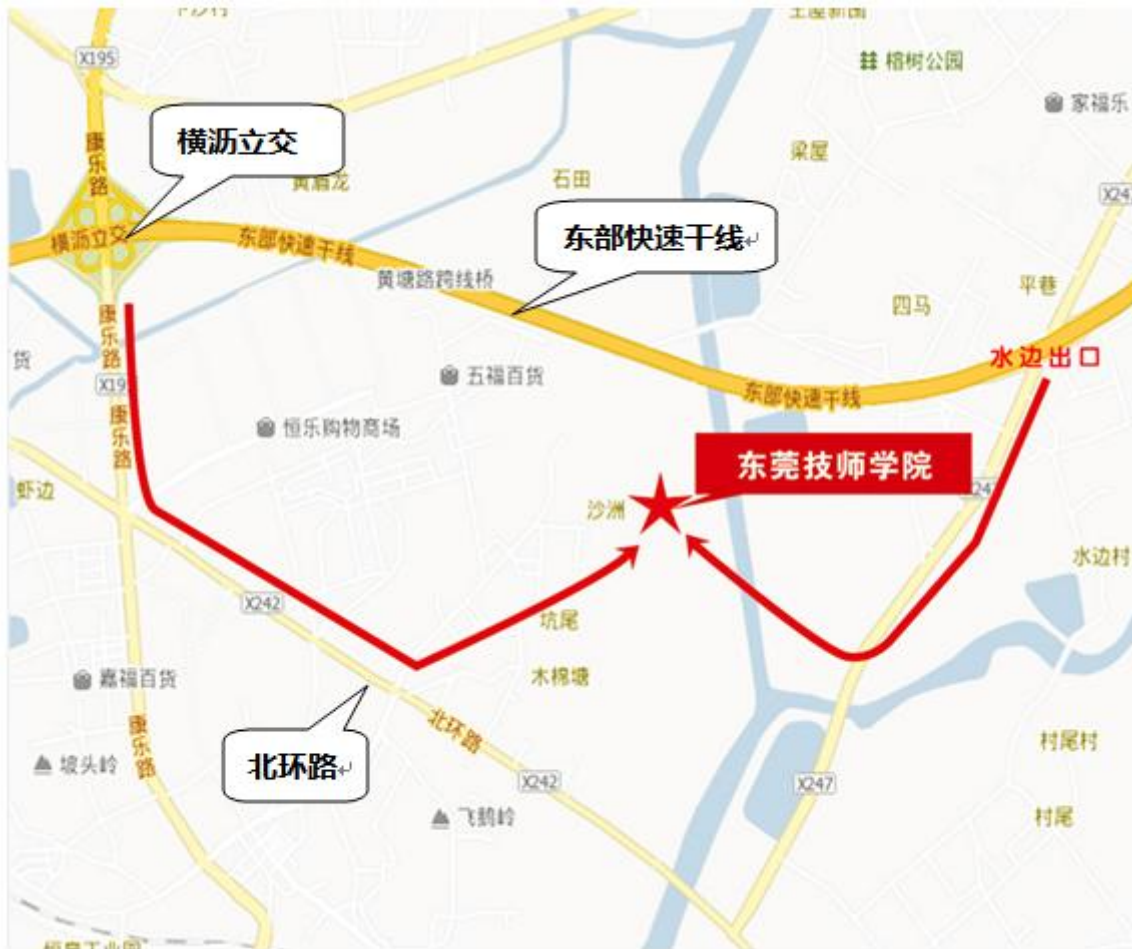 X195
榕树公园
家福乐
横沥立交
康乐路
梁屋
黄眉龙
石田
X24
横沥立交
东部快速干线
东部快速干线
黄塘路跨线桥
平巷
四马
康乐路
水边出口
货
X19
五福百货
东部快速干线
康乐路
恒乐购物商场
东莞技师学院
虾边
沙洲
X24
水边村
X242
坑尾
嘉福百货
木棉塘
康乐路
北环路
村尾村
坡头岭
北环路
X242
X247
飞鹅岭
村尾